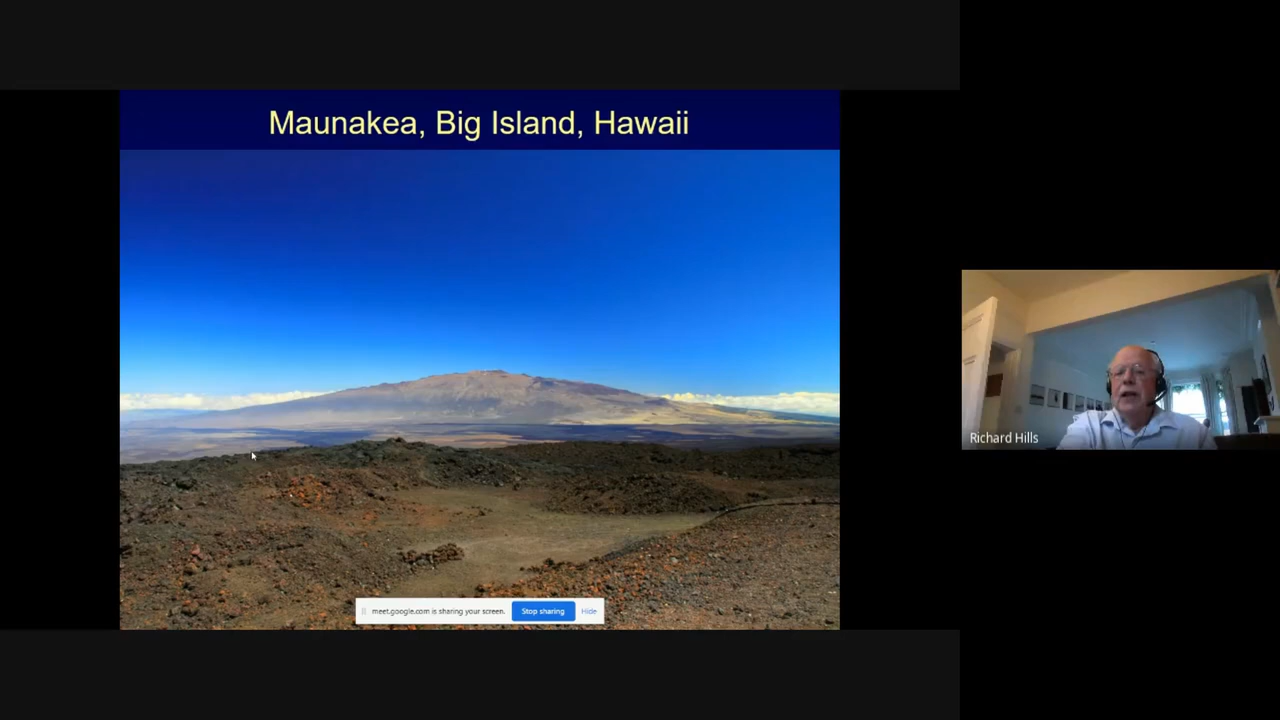 Maunakea, Big Island, Hawaii
Richard Hills
meet.google.com is sharing your screen. Stop sharing Hide